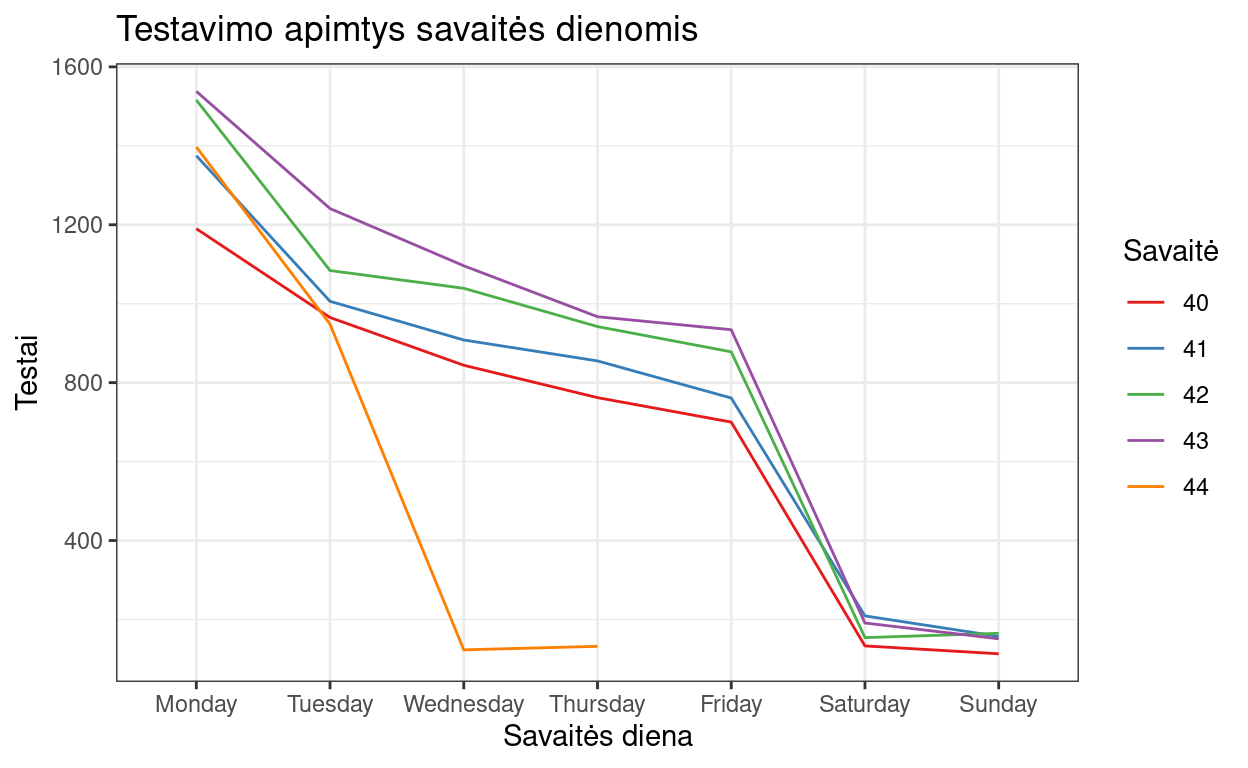 Testavimo apimtys savaitės dienomis
1600
1200
800
400
Testai
Monday Tuesday Wednesday Thursday Friday Saturday Sunday
Savaitės diena
Savaitė
40
41
42
43
44